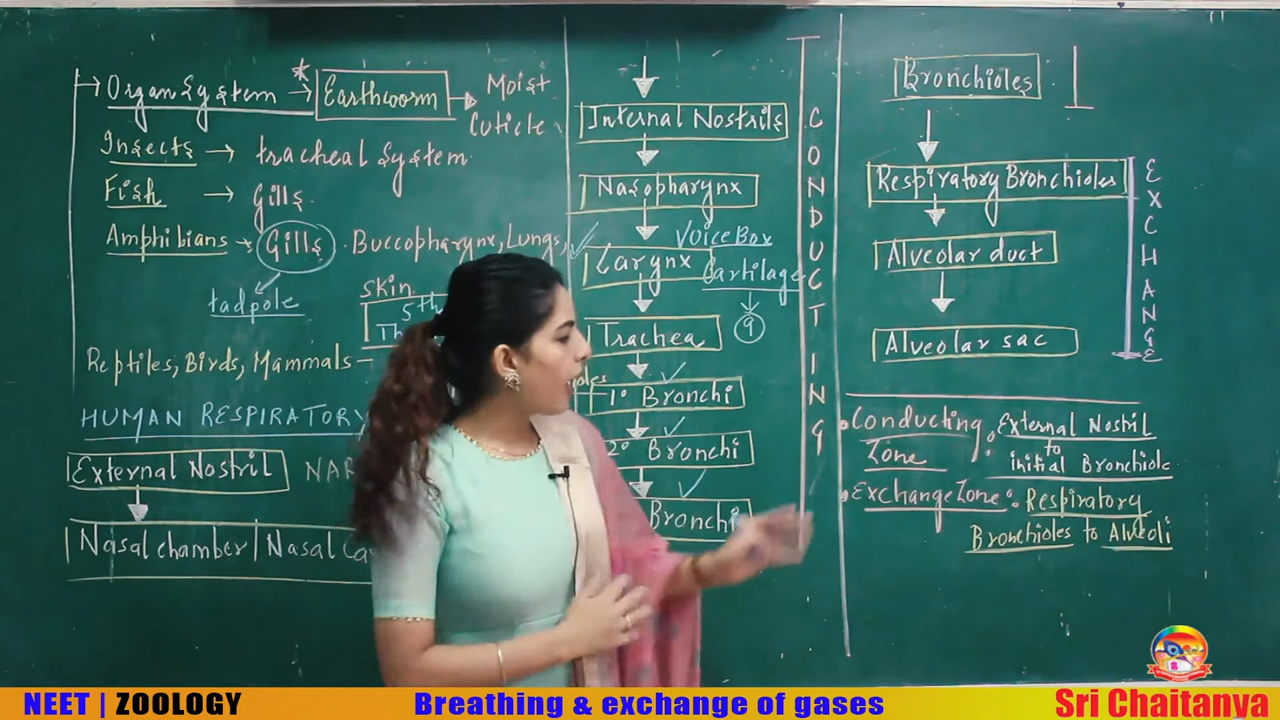 Organ System → Earthworm → Moist
Cuticle
Insects → tracheal System
Fish → Gills
Amphibians → Gills. Buccopharynx, Lungs,
tadpole
skin
5th
Reptiles, Birds, Mammals -
HUMAN RESPIRATORY
External Nostril
Nasal chamber | Nasal
Internal Nostrils
Nasopharynx
Voice Box
Larynx Cartilage
9
Trachea
1° Bronchi
2° Bronchi
Bronchi
CONDUCTING
Bronchioles
Respiratory Bronchioles
Alveolar duct
Alveolar sac
EXCHANGE
Conducting Zone : External Nostril
to
initial Bronchiole
Exchange Zone : Respiratory
Bronchioles to Alveoli
NEET | ZOOLOGY
Breathing & exchange of gases
Sri Chaitanya